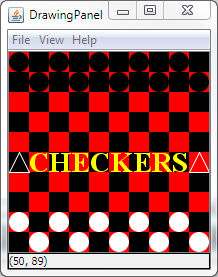 DrawingPanel
File View Help
△CHECKERS△
(50, 89)